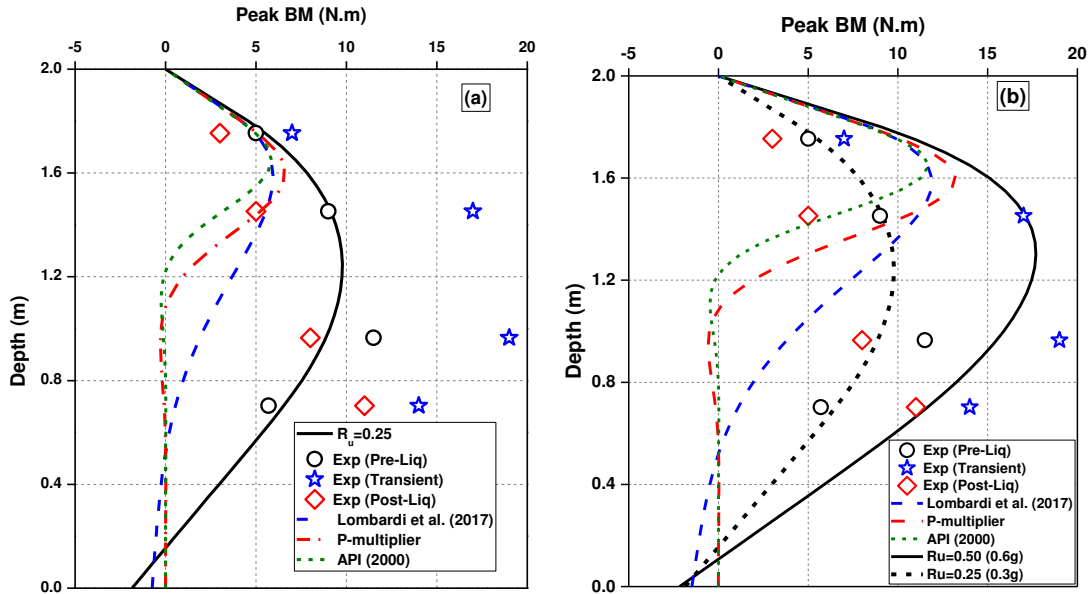 Peak BM (N.m)
-5 0 5 10 15 20
2.0
1.6
1.2
0.8
0.4
0.0
Depth (m)
(a)
R_u=0.25
Exp (Pre-Liq)
Exp (Transient)
Exp (Post-Liq)
Lombardi et al. (2017)
P-multiplier
API (2000)
Peak BM (N.m)
-5 0 5 10 15 20
2.0
1.6
1.2
0.8
0.4
0.0
Depth (m)
(b)
Exp (Pre-Liq)
Exp (Transient)
Exp (Post-Liq)
Lombardi et al. (2017)
P-multiplier
API (2000)
Ru=0.50 (0.6g)
Ru=0.25 (0.3g)